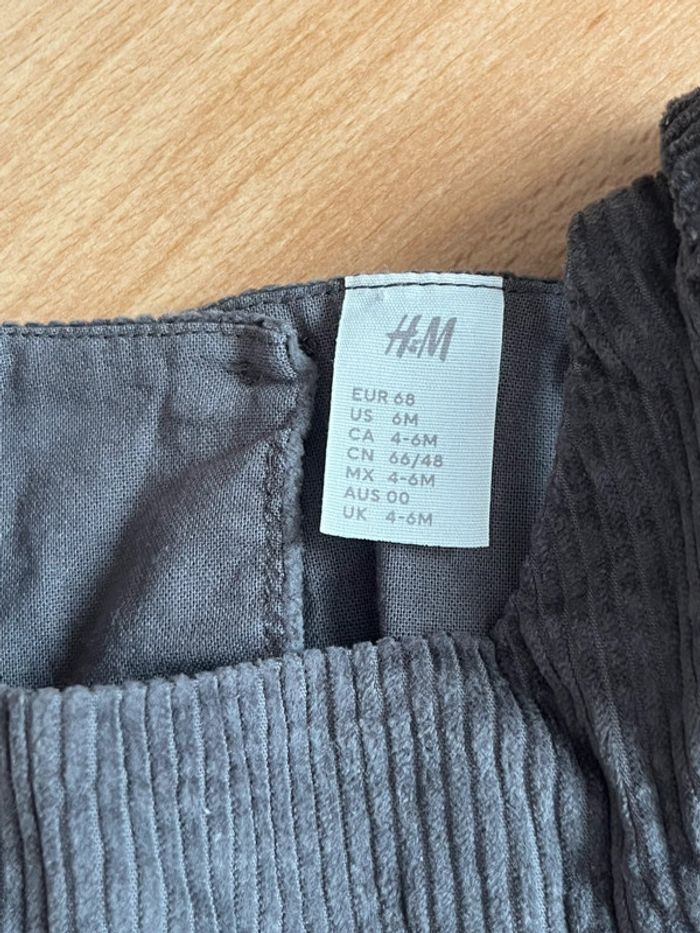 H&M
EUR 68
US 6M
CA 4-6M
CN 66/48
MX 4-6M
AUS 00
UK 4-6M